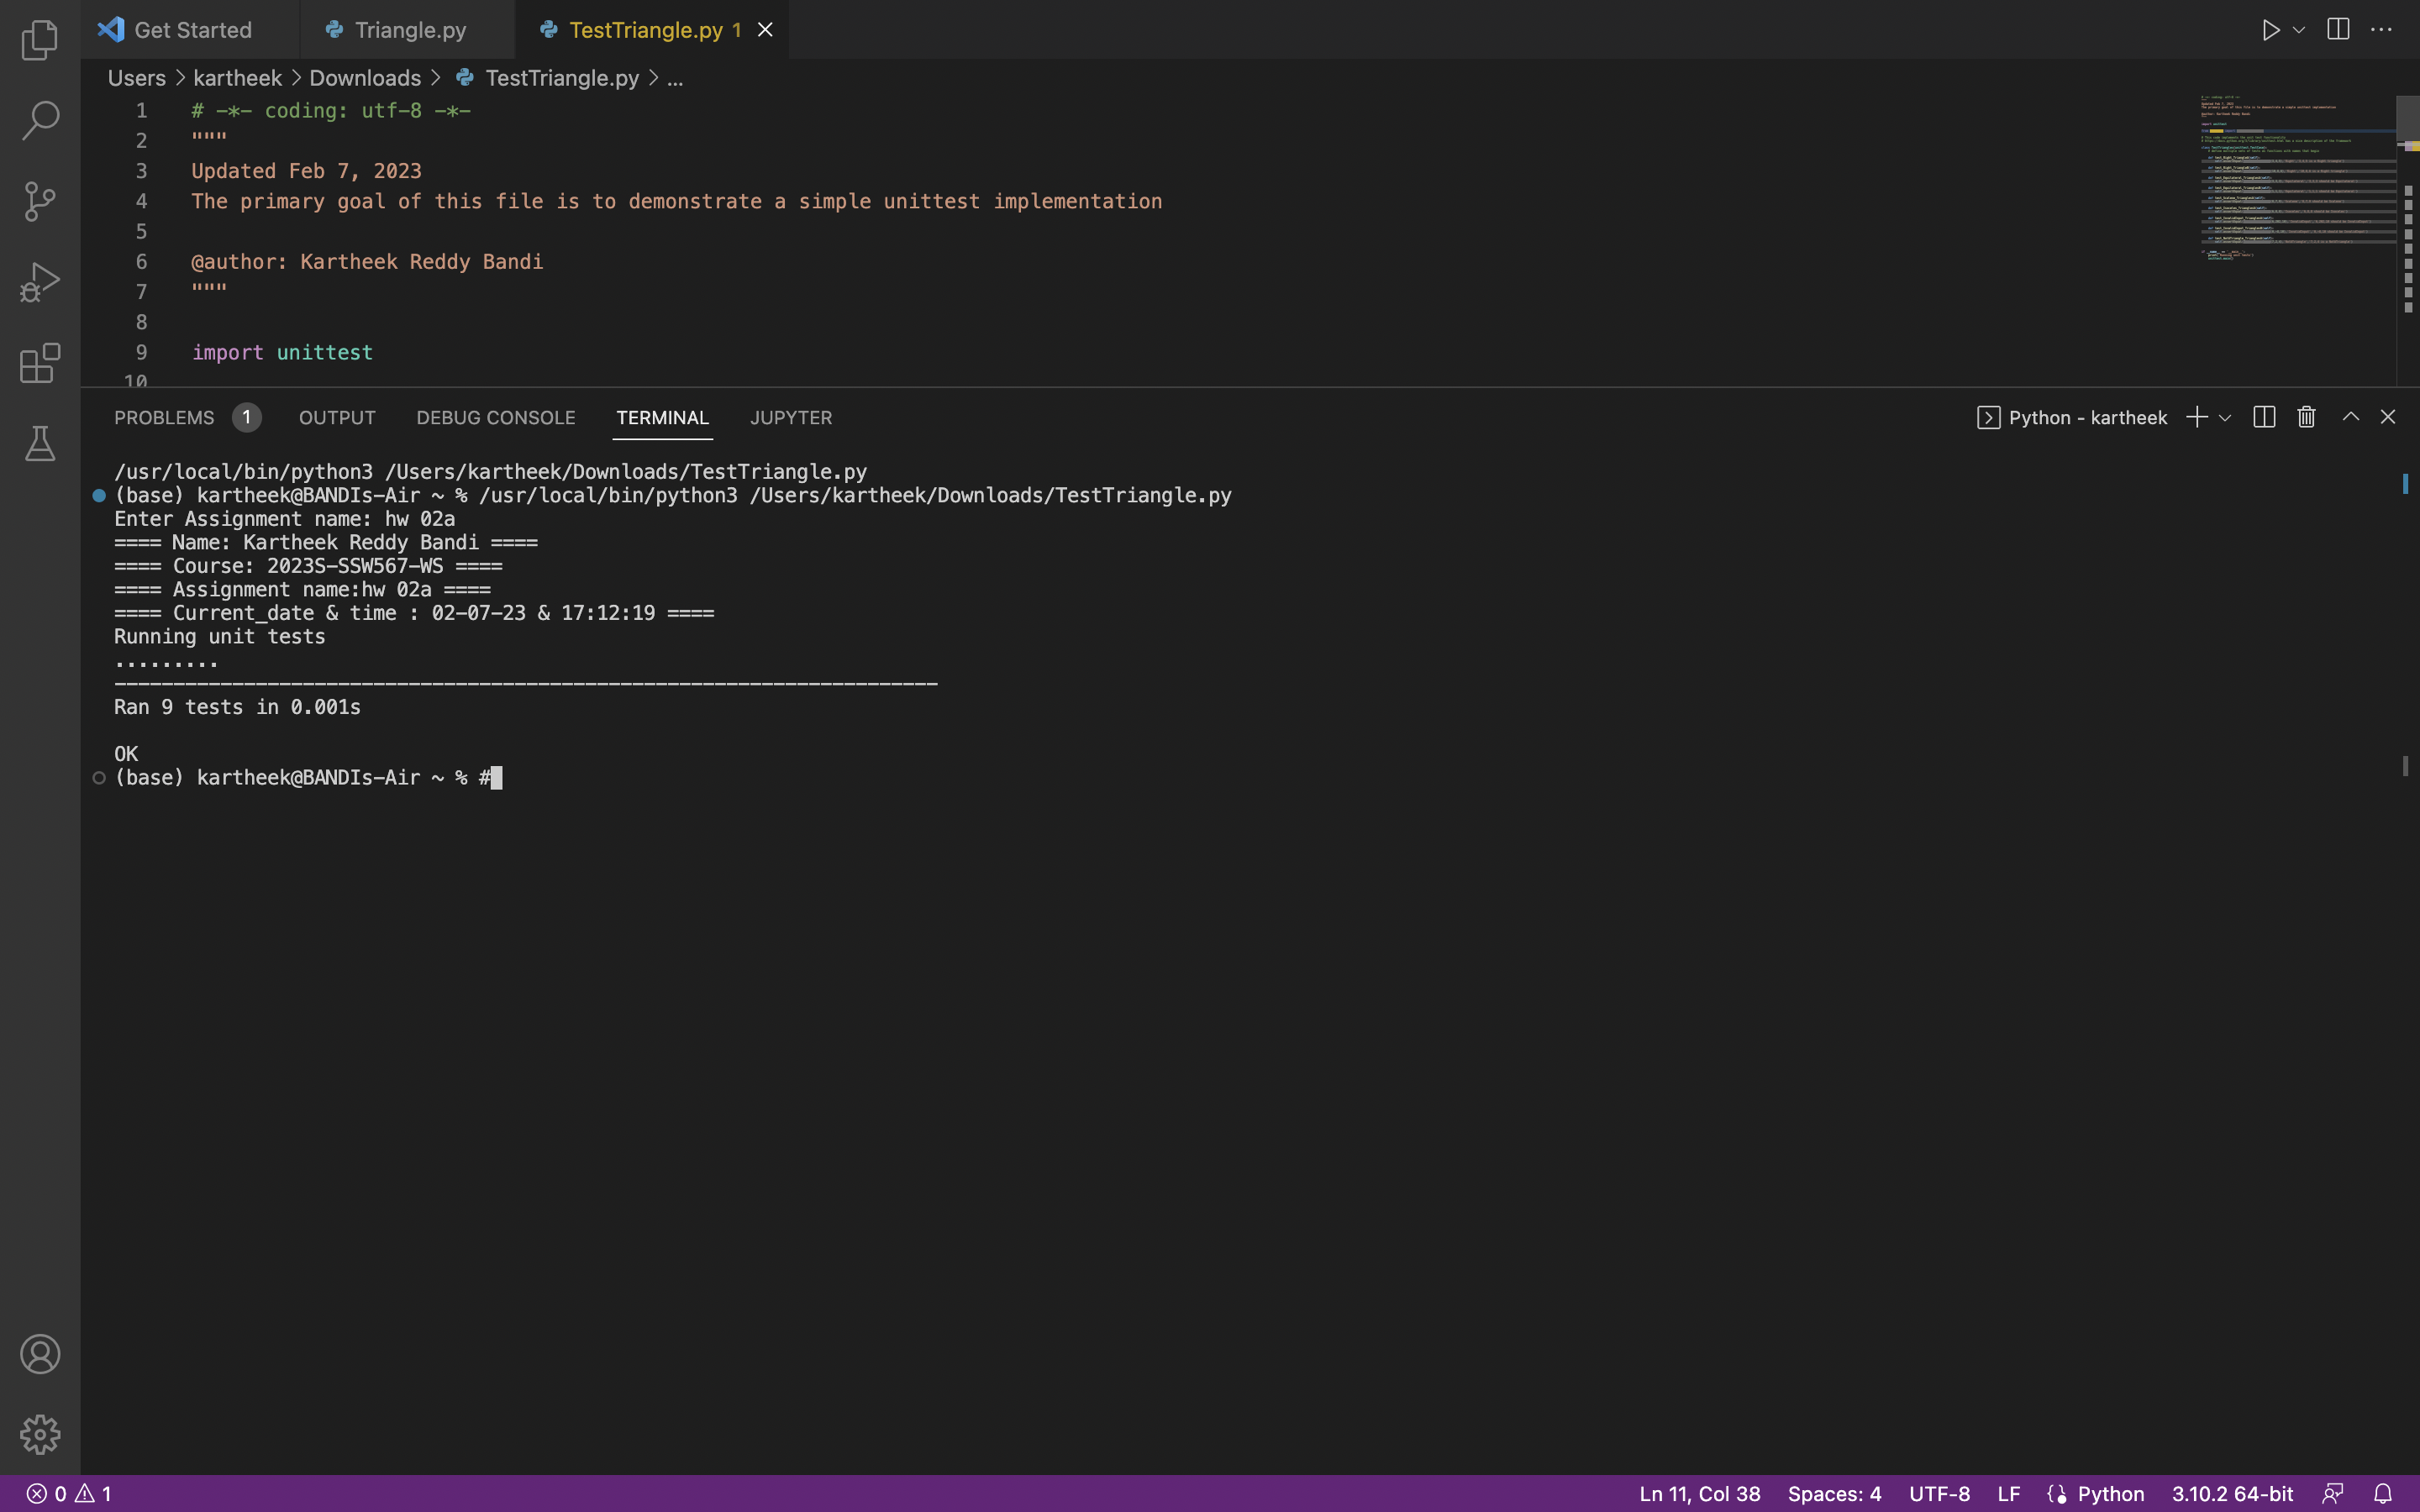 Get Started Triangle.py TestTriangle.py 1
Users > kartheek > Downloads > TestTriangle.py > ...
1 # -*- coding: utf-8 -*-
2 """
3 Updated Feb 7, 2023
4 The primary goal of this file is to demonstrate a simple unittest implementation
5
6 @author: Kartheek Reddy Bandi
7 """
8
9 import unittest
10
PROBLEMS 1 OUTPUT DEBUG CONSOLE TERMINAL JUPYTER Python - kartheek
/usr/local/bin/python3 /Users/kartheek/Downloads/TestTriangle.py
(base) kartheek@BANDIs-Air ~ % /usr/local/bin/python3 /Users/kartheek/Downloads/TestTriangle.py
Enter Assignment name: hw 02a
==== Name: Kartheek Reddy Bandi ====
==== Course: 2023S-SSW567-WS ====
==== Assignment name:hw 02a ====
==== Current_date & time : 02-07-23 & 17:12:19 ====
Running unit tests
.........
----------------------------------------------------------------------
Ran 9 tests in 0.001s
OK
(base) kartheek@BANDIs-Air ~ % #
0 1 Ln 11, Col 38 Spaces: 4 UTF-8 LF Python 3.10.2 64-bit